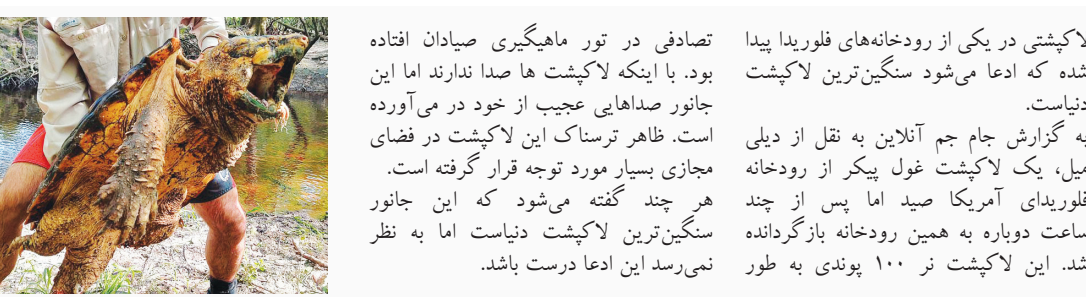 لاکپشتی در یکی از رودخانه‌های فلوریدا پیدا
شده که ادعا می‌شود سنگین‌ترین لاکپشت
دنیاست.
به گزارش جام جم آنلاین به نقل از دیلی
میل، یک لاکپشت غول پیکر از رودخانه
فلوریدای آمریکا صید اما پس از چند
ساعت دوباره به همین رودخانه بازگردانده
شد. این لاکپشت نر ۱۰۰ پوندی به طور
تصادفی در تور ماهیگیری صیادان افتاده
بود. با اینکه لاکپشت ها صدا ندارند اما این
جانور صداهایی عجیب از خود در می‌آورده
است. ظاهر ترسناک این لاکپشت در فضای
مجازی بسیار مورد توجه قرار گرفته است.
هر چند گفته می‌شود که این جانور
سنگین‌ترین لاکپشت دنیاست اما به نظر
نمی‌رسد این ادعا درست باشد.